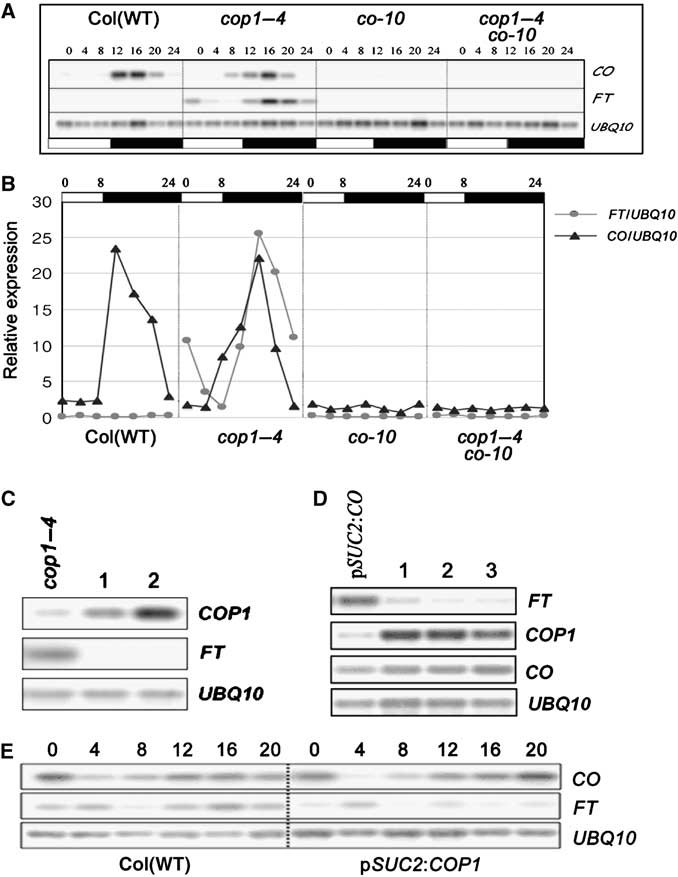 A
Col(WT) cop1–4 co-10 cop1–4 co-10
0 4 8 12 16 20 24 0 4 8 12 16 20 24 0 4 8 12 16 20 24 0 4 8 12 16 20 24
CO
FT
UBQ10
B
0 8 24 0 8 24 0 8 24 0 8 24
30
25
20
15
10
5
0
Relative expression
FT/UBQ10
CO/UBQ10
Col(WT) cop1–4 co-10 cop1–4 co-10
C
cop1–4 1 2
COP1
FT
UBQ10
D
pSUC2:CO 1 2 3
FT
COP1
CO
UBQ10
E
0 4 8 12 16 20 0 4 8 12 16 20
CO
FT
UBQ10
Col(WT) pSUC2:COP1